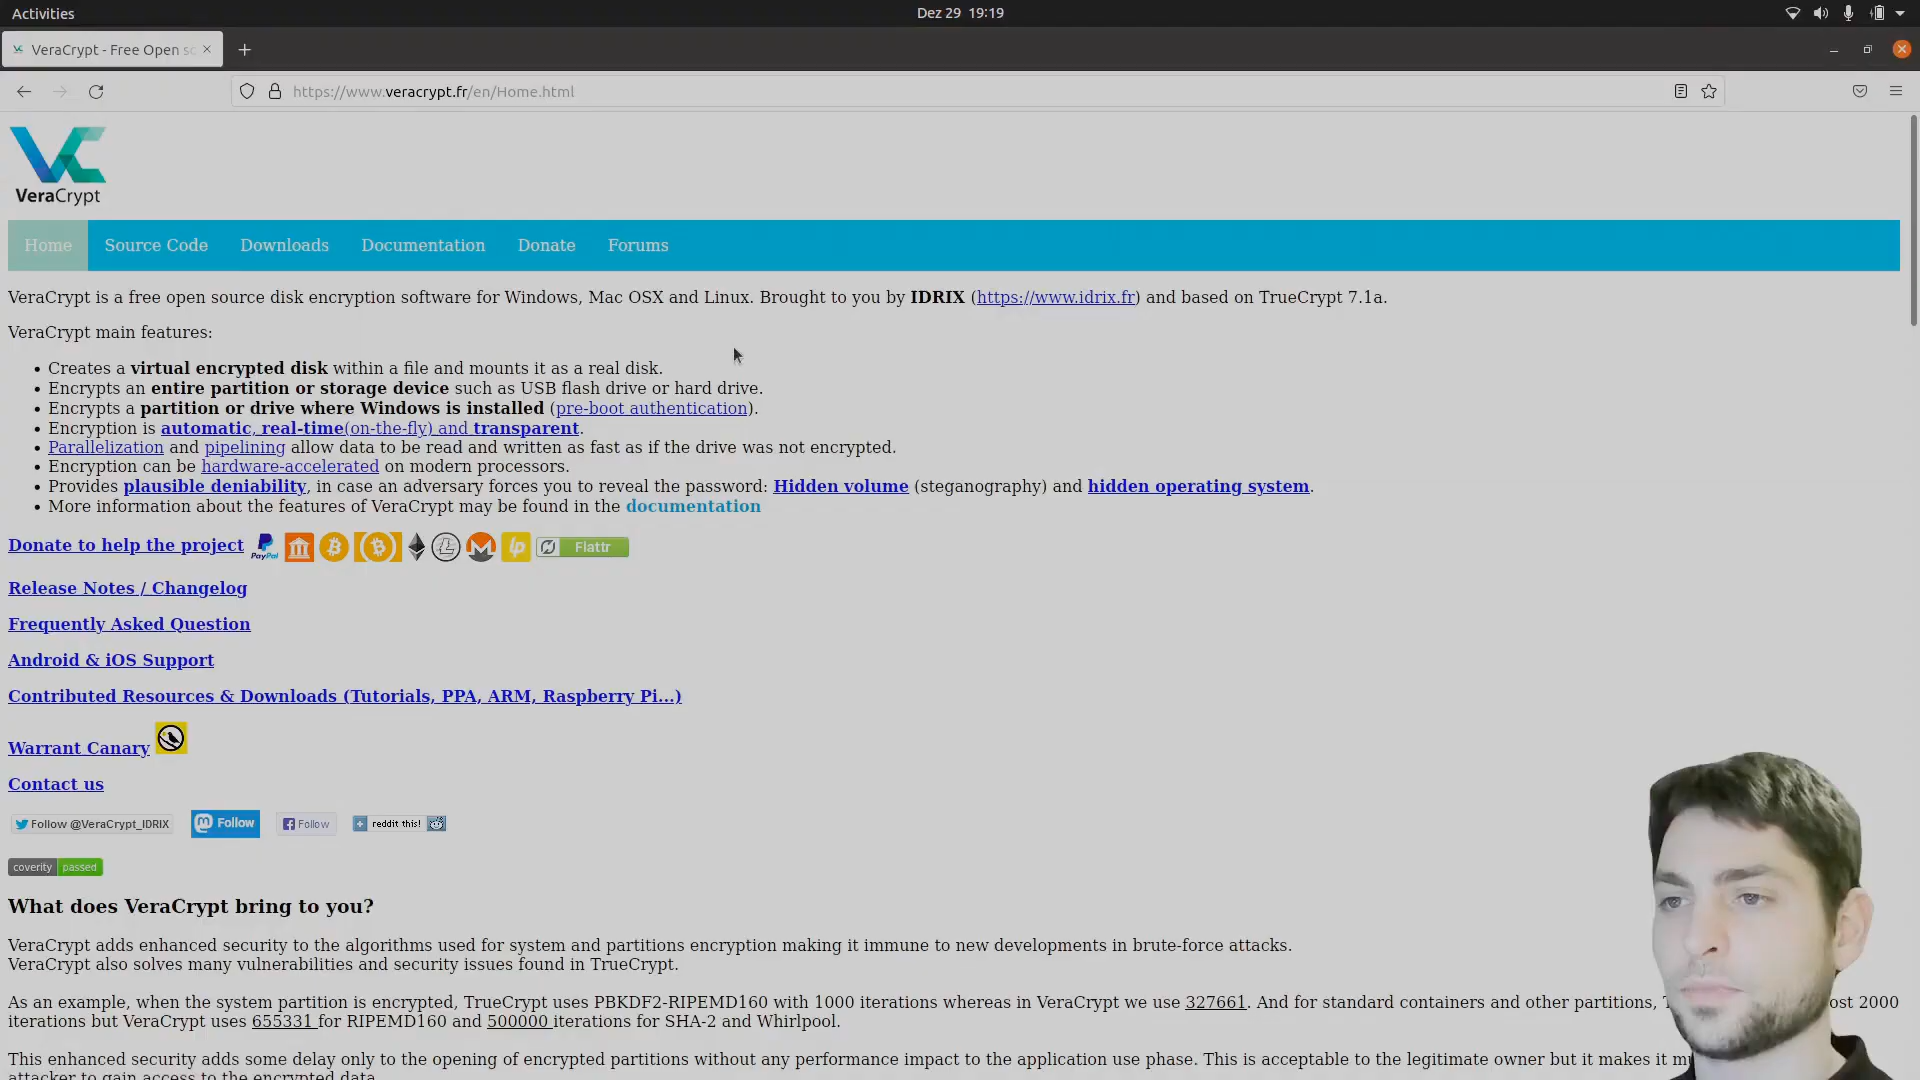 Activities
Dez 29 19:19
VeraCrypt - Free Open so
https://www.veracrypt.fr/en/Home.html
VeraCrypt
Home Source Code Downloads Documentation Donate Forums
VeraCrypt is a free open source disk encryption software for Windows, Mac OSX and Linux. Brought to you by IDRIX (https://www.idrix.fr) and based on TrueCrypt 7.1a.
VeraCrypt main features:
• Creates a virtual encrypted disk within a file and mounts it as a real disk.
• Encrypts an entire partition or storage device such as USB flash drive or hard drive.
• Encrypts a partition or drive where Windows is installed (pre-boot authentication).
• Encryption is automatic, real-time(on-the-fly) and transparent.
• Parallelization and pipelining allow data to be read and written as fast as if the drive was not encrypted.
• Encryption can be hardware-accelerated on modern processors.
• Provides plausible deniability, in case an adversary forces you to reveal the password: Hidden volume (steganography) and hidden operating system.
• More information about the features of VeraCrypt may be found in the documentation
Donate to help the project PayPal lp Flattr
Release Notes / Changelog
Frequently Asked Question
Android & iOS Support
Contributed Resources & Downloads (Tutorials, PPA, ARM, Raspberry Pi...)
Warrant Canary
Contact us
Follow @VeraCrypt_IDRIX Follow Follow reddit this!
coverity passed
What does VeraCrypt bring to you?
VeraCrypt adds enhanced security to the algorithms used for system and partitions encryption making it immune to new developments in brute-force attacks.
VeraCrypt also solves many vulnerabilities and security issues found in TrueCrypt.
As an example, when the system partition is encrypted, TrueCrypt uses PBKDF2-RIPEMD160 with 1000 iterations whereas in VeraCrypt we use 327661. And for standard containers and other partitions, ost 2000
iterations but VeraCrypt uses 655331 for RIPEMD160 and 500000 iterations for SHA-2 and Whirlpool.
This enhanced security adds some delay only to the opening of encrypted partitions without any performance impact to the application use phase. This is acceptable to the legitimate owner but it makes it
attacker to gain access to the encrypted data.